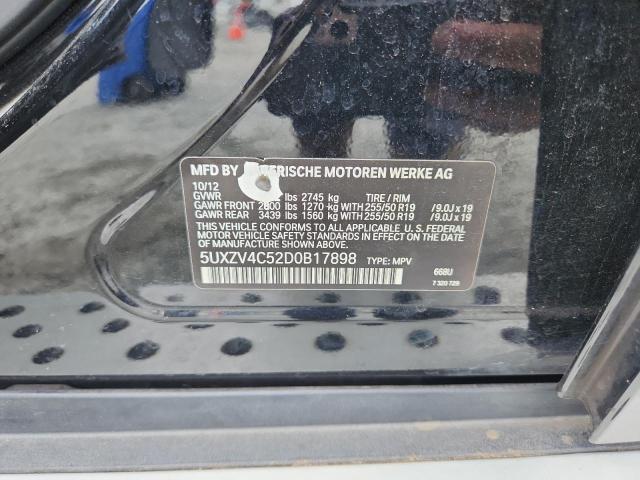 MFD BY ERISCHE MOTOREN WERKE AG
10/12
GVWR lbs 2745 kg TIRE / RIM
GAWR FRONT 2800 lbs 1270 kg WITH 255/50 R19 /9.0J x 19
GAWR REAR 3439 lbs 1560 kg WITH 255/50 R19 /9.0J x 19
THIS VEHICLE CONFORMS TO ALL APPLICABLE U. S. FEDERAL
MOTOR VEHICLE SAFETY STANDARDS IN EFFECT ON THE DATE OF
MANUFACTURE SHOWN ABOVE.
5UXZV4C52D0B17898 TYPE: MPV
668U
7 320 729